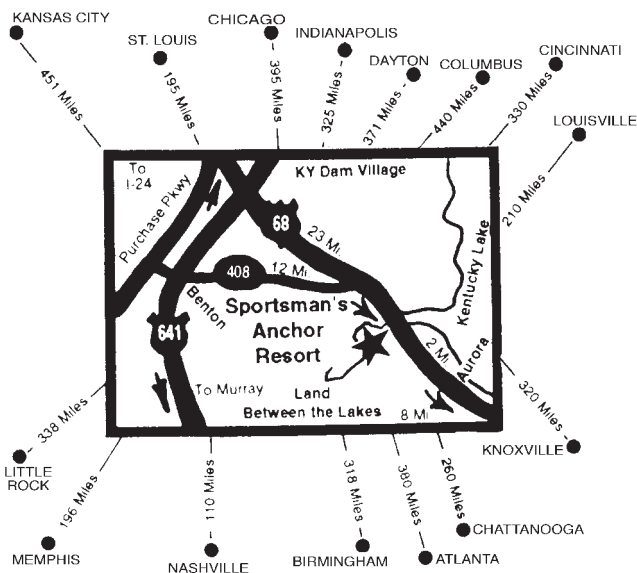 KANSAS CITY
ST. LOUIS
CHICAGO
INDIANAPOLIS
DAYTON
COLUMBUS
CINCINNATI
LOUISVILLE
451 Miles
195 Miles
395 Miles
325 Miles
371 Miles
440 Miles
330 Miles
210 Miles
To
I-24
KY Dam Village
Purchase Pkwy
68
23 Mi.
Kentucky Lake
408
12 Mi.
Benton
641
Sportsman's
Anchor
Resort
2 Mi.
Aurora
To Murray
Land
Between the Lakes
8 Mi.
338 Miles
LITTLE
ROCK
196 Miles
MEMPHIS
110 Miles
NASHVILLE
318 Miles
BIRMINGHAM
380 Miles
ATLANTA
260 Miles
CHATTANOOGA
320 Miles
KNOXVILLE